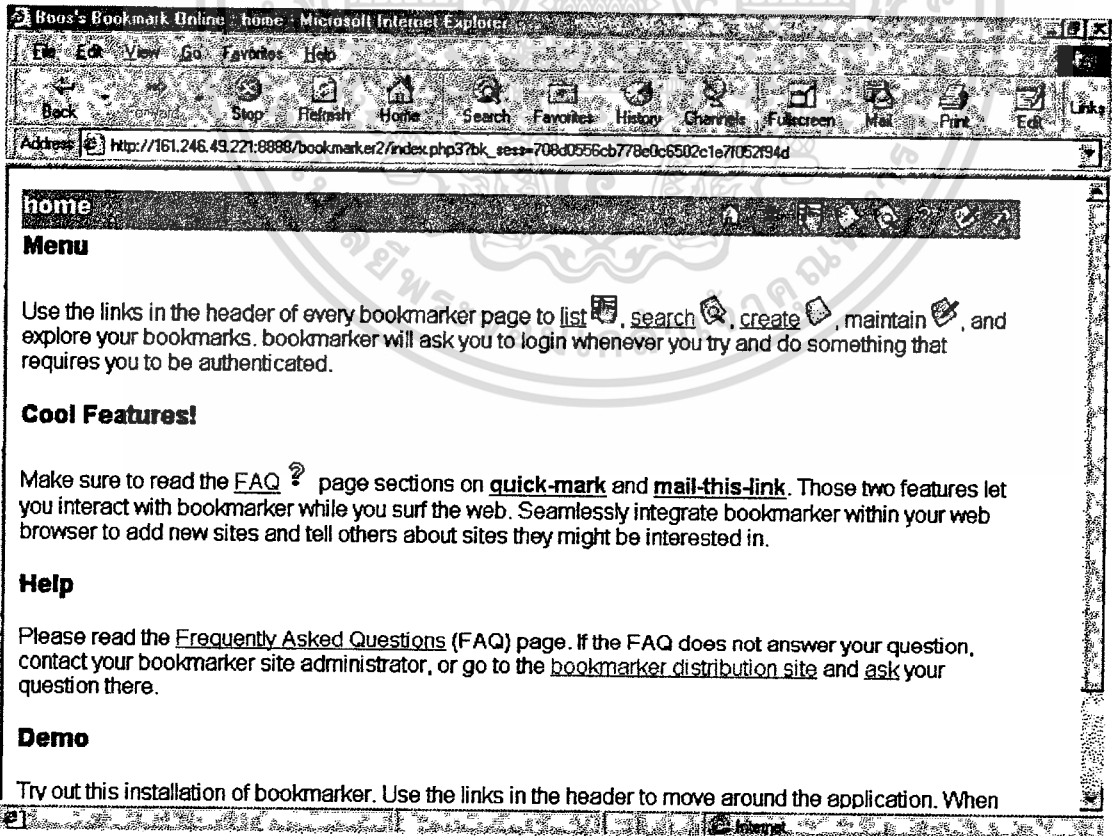 Boos's Bookmark Online - home - Microsoft Internet Explorer
File Edit View Go Favorites Help
Back Stop Refresh Home Search Favorites History Channels Fullscreen Mail Print Edit Links
Address http://161.246.49.221:8888/bookmarker2/index.php3?bk_sess=708d0556cb778e0c6502c1e7f052f94d
home
Menu
Use the links in the header of every bookmarker page to list , search , create , maintain , and
explore your bookmarks. bookmarker will ask you to login whenever you try and do something that
requires you to be authenticated.
Cool Features!
Make sure to read the FAQ ? page sections on quick-mark and mail-this-link. Those two features let
you interact with bookmarker while you surf the web. Seamlessly integrate bookmarker within your web
browser to add new sites and tell others about sites they might be interested in.
Help
Please read the Frequently Asked Questions (FAQ) page. If the FAQ does not answer your question,
contact your bookmarker site administrator, or go to the bookmarker distribution site and ask your
question there.
Demo
Try out this installation of bookmarker. Use the links in the header to move around the application. When
Internet